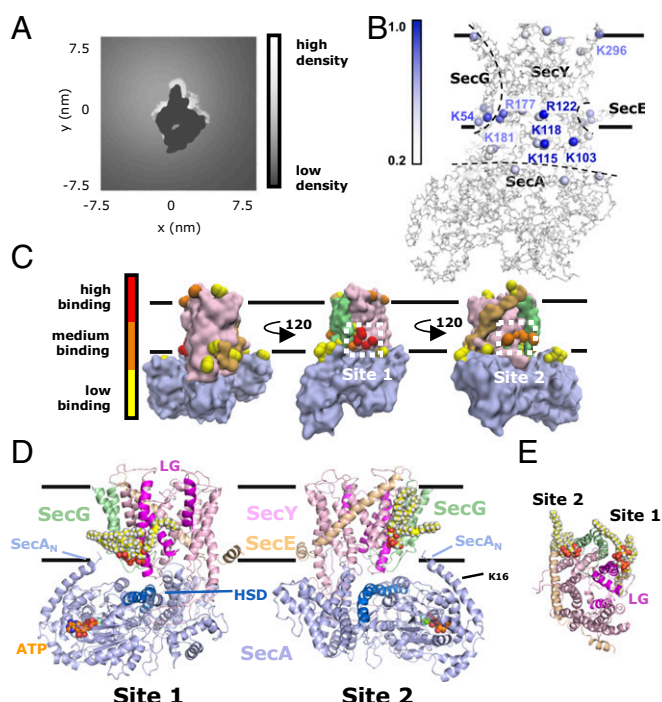 A
7.5
y (nm)
0
-7.5
-7.5
0
7.5
x (nm)
high density
low density
B
1.0
0.2
SecG
SecY
K296
SecE
K54
R177
R122
K118
K181
K115
K103
SecA
C
high binding
medium binding
low binding
120
120
Site 1
Site 2
D
LG
SecG
SecY
SecG
SecE
SecAN
SecAN
K16
HSD
ATP
SecA
Site 1
Site 2
E
Site 2
Site 1
LG